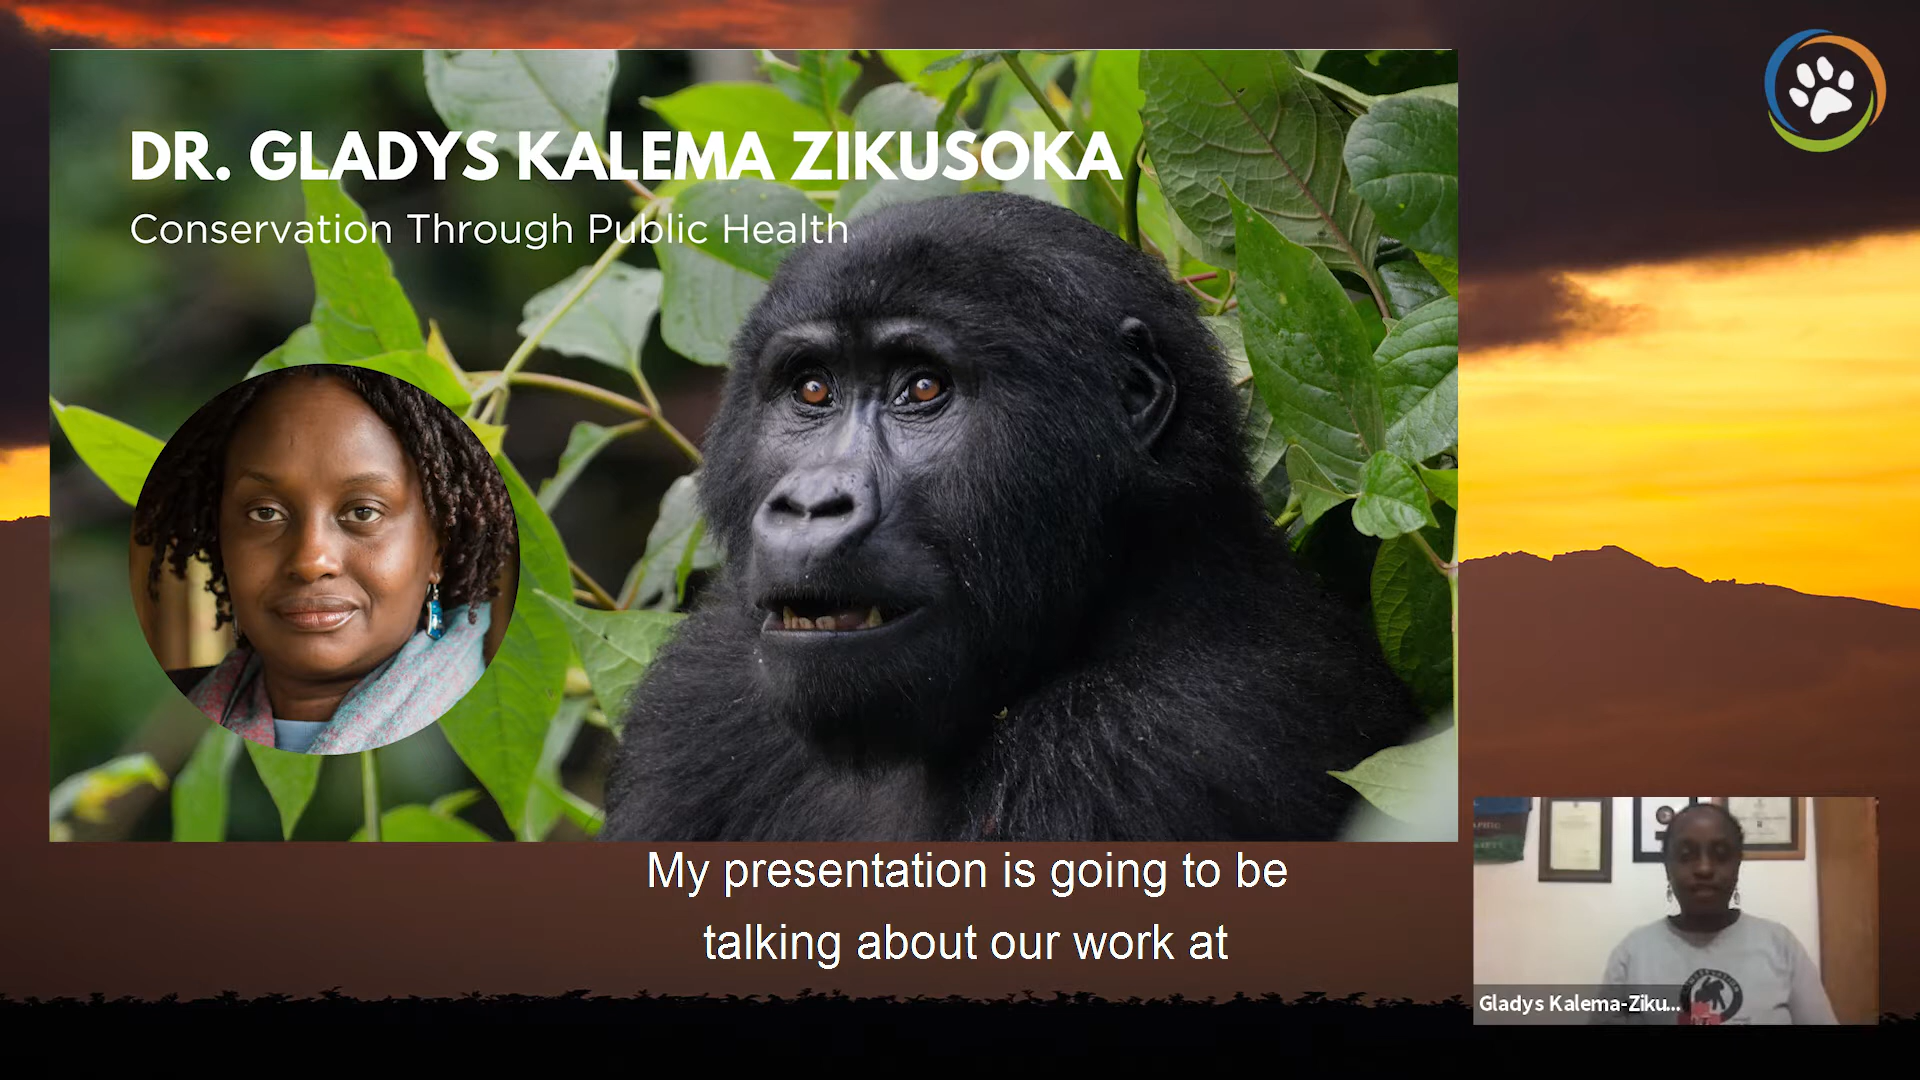 DR. GLADYS KALEMA ZIKUSOKA
Conservation Through Public Health
My presentation is going to be
talking about our work at
Gladys Kalema-Ziku...